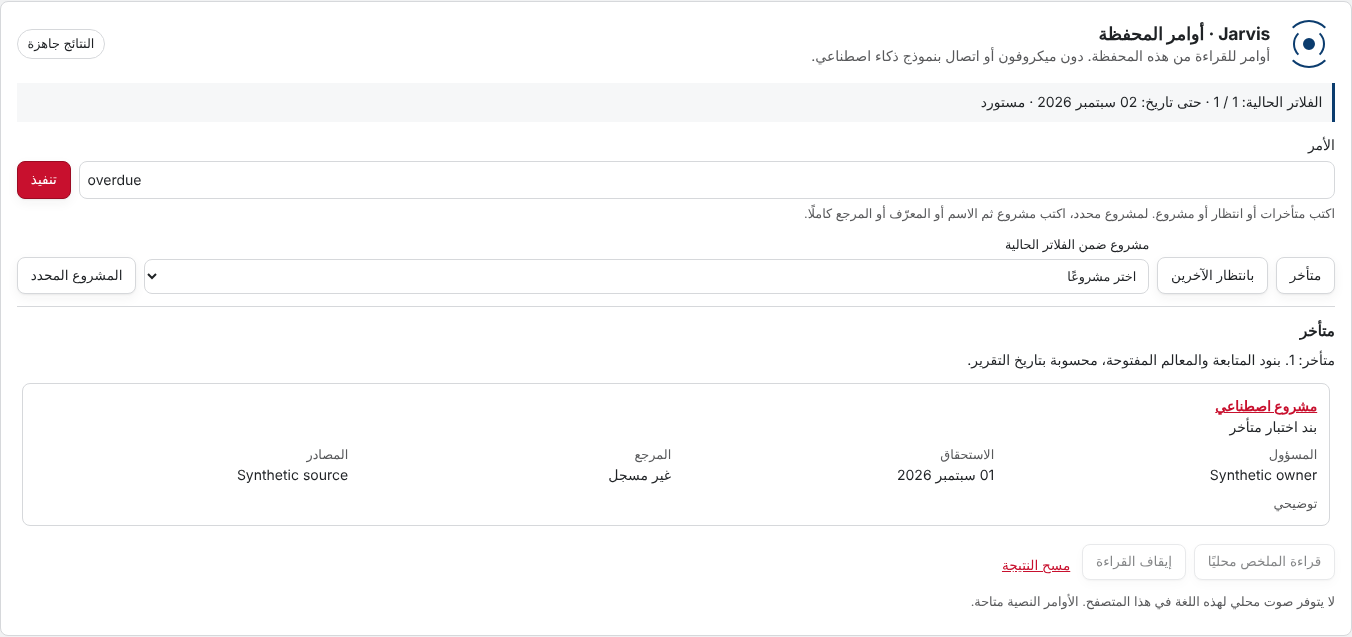 Jarvis · أوامر المحفظة
أوامر للقراءة من هذه المحفظة. دون ميكروفون أو اتصال بنموذج ذكاء اصطناعي.
النتائج جاهزة
الفلاتر الحالية: 1 / 1 · حتى تاريخ: 02 سبتمبر 2026 · مستورد
الأمر
overdue
تنفيذ
اكتب متأخرات أو انتظار أو مشروع. لمشروع محدد، اكتب مشروع ثم الاسم أو المعرّف أو المرجع كاملًا.
متأخر
بانتظار الآخرين
مشروع ضمن الفلاتر الحالية
اختر مشروعًا
المشروع المحدد
متأخر
متأخر: 1. بنود المتابعة والمعالم المفتوحة، محسوبة بتاريخ التقرير.
مشروع اصطناعي
بند اختبار متأخر
المسؤول
Synthetic owner
الاستحقاق
01 سبتمبر 2026
المرجع
غير مسجل
المصادر
Synthetic source
توضيحي
قراءة الملخص محليًا
إيقاف القراءة
مسح النتيجة
لا يتوفر صوت محلي لهذه اللغة في هذا المتصفح. الأوامر النصية متاحة.